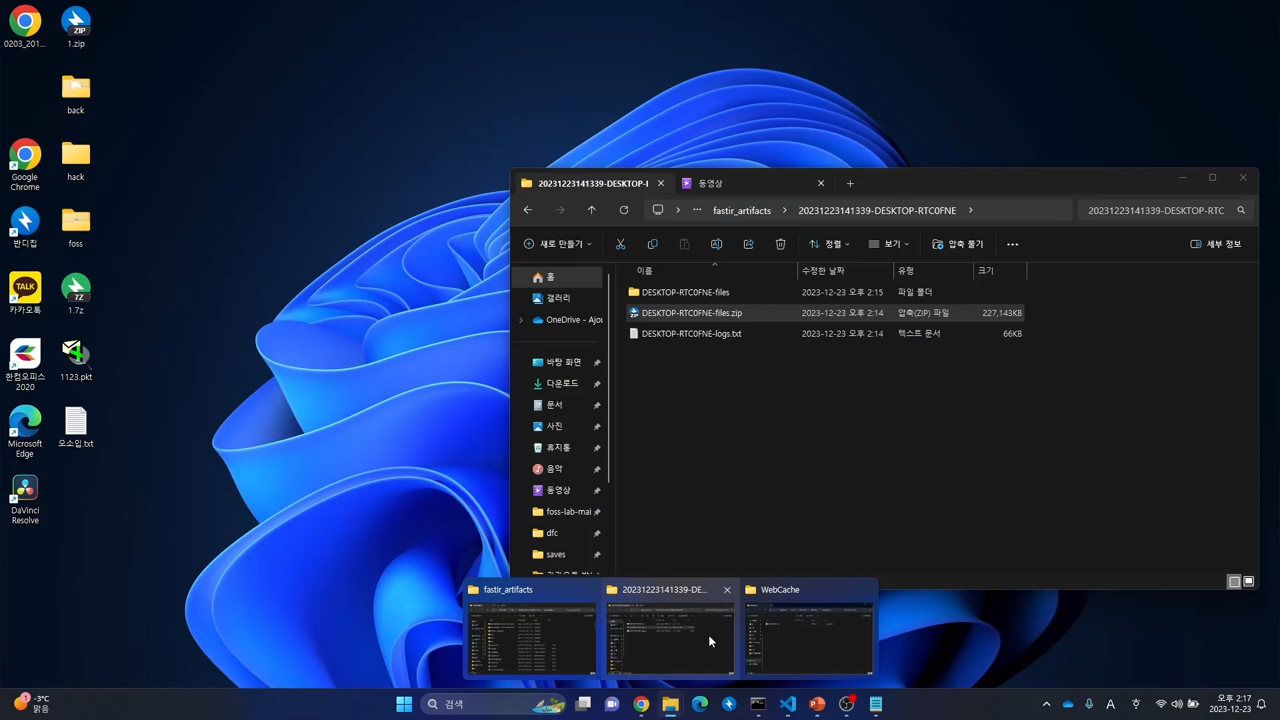 0203_201...
ZIP
1.zip
back
Google
Chrome
hack
반디집
foss
TALK
카카오톡
7Z
1.7z
한컴오피스
2020
1123.pkt
Microsoft
Edge
오소입.txt
DaVinci
Resolve
20231223141339-DESKTOP-I
동영상
fastir_artifacts
20231223141339-DESKTOP-RTC0FNE
20231223141339-DESKTOP-RTC
새로 만들기
정렬
보기
압축 풀기
세부 정보
이름
수정한 날짜
유형
크기
홈
갤러리
OneDrive - Ajou
바탕 화면
다운로드
문서
사진
휴지통
음악
동영상
foss-lab-mai
dfc
saves
DESKTOP-RTC0FNE-files
2023-12-23 오후 2:15
파일 폴더
DESKTOP-RTC0FNE-files.zip
2023-12-23 오후 2:14
압축(ZIP) 파일
227,143KB
DESKTOP-RTC0FNE-logs.txt
2023-12-23 오후 2:14
텍스트 문서
66KB
fastir_artifacts
20231223141339-DE...
WebCache
-3°C
맑음
검색
A
오후 2:17
2023-12-23